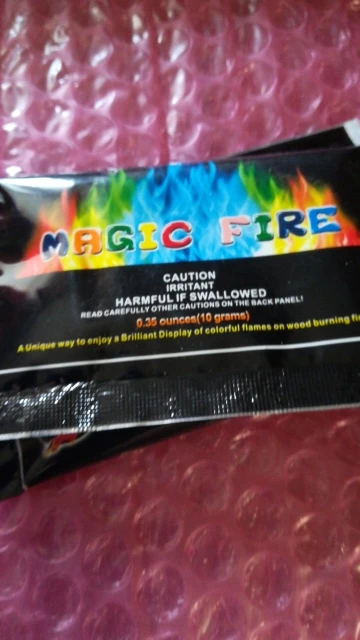 MAGIC FIRE
CAUTION
IRRITANT
HARMFUL IF SWALLOWED
READ CAREFULLY OTHER CAUTIONS ON THE BACK PANEL!
0.35 ounces(10 grams)
A Unique way to enjoy a Brilliant Display of colorful flames on wood burning